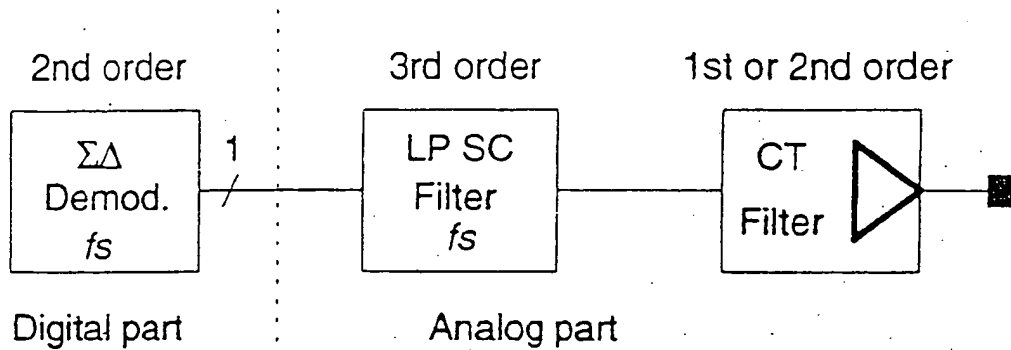 2nd order
3rd order
1st or 2nd order
ΣΔ
Demod.
fs
1
LP SC
Filter
fs
CT
Filter
Digital part
Analog part